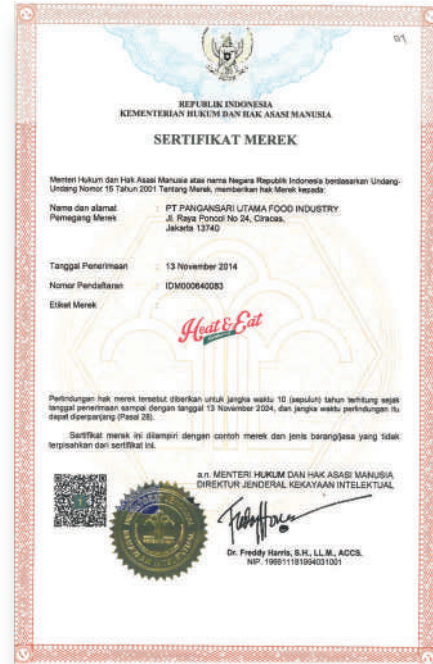 REPUBLIK INDONESIA
KEMENTERIAN HUKUM DAN HAK ASASI MANUSIA
SERTIFIKAT MEREK
Menteri Hukum dan Hak Asasi Manusia atas nama Negara Republik Indonesia berdasarkan Undang-
Undang Nomor 15 Tahun 2001 Tentang Merek, memberikan hak Merek kepada:
Nama dan alamat : PT PANGANSARI UTAMA FOOD INDUSTRY
Pemegang Merek Jl. Raya Poncol No 24, Ciracas,
Jakarta 13740
Tanggal Penerimaan : 13 November 2014
Nomor Pendaftaran : IDM000640083
Etiket Merek :
Heat & Eat
Perlindungan hak merek tersebut diberikan untuk jangka waktu 10 (sepuluh) tahun terhitung sejak
tanggal penerimaan sampai dengan tanggal 13 November 2024, dan jangka waktu perlindungan itu
dapat diperpanjang (Pasal 28).
Sertifikat merek ini dilampiri dengan contoh merek dan jenis barang/jasa yang tidak
terpisahkan dari sertifikat ini.
a.n. MENTERI HUKUM DAN HAK ASASI MANUSIA
DIREKTUR JENDERAL KEKAYAAN INTELEKTUAL
Dr. Freddy Harris, S.H., LL.M., ACCS.
NIP. 196611181994031001